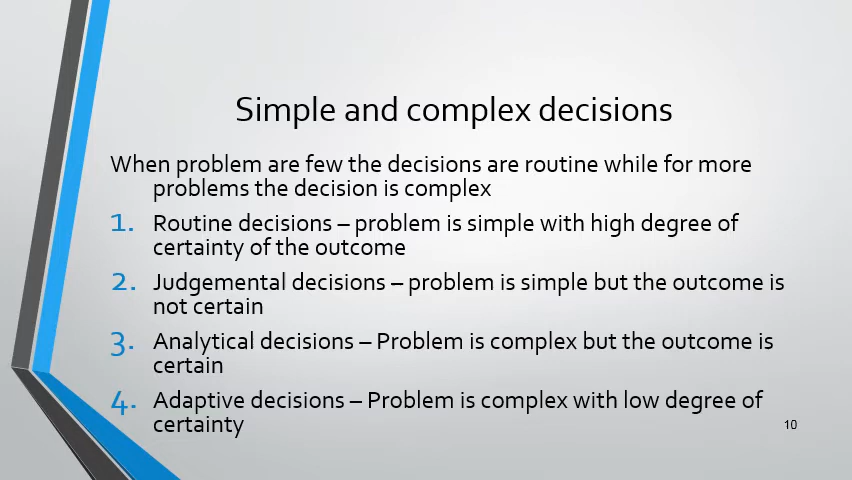 Simple and complex decisions
When problem are few the decisions are routine while for more
problems the decision is complex
1. Routine decisions – problem is simple with high degree of
certainty of the outcome
2. Judgemental decisions – problem is simple but the outcome is
not certain
3. Analytical decisions – Problem is complex but the outcome is
certain
4. Adaptive decisions – Problem is complex with low degree of
certainty
10